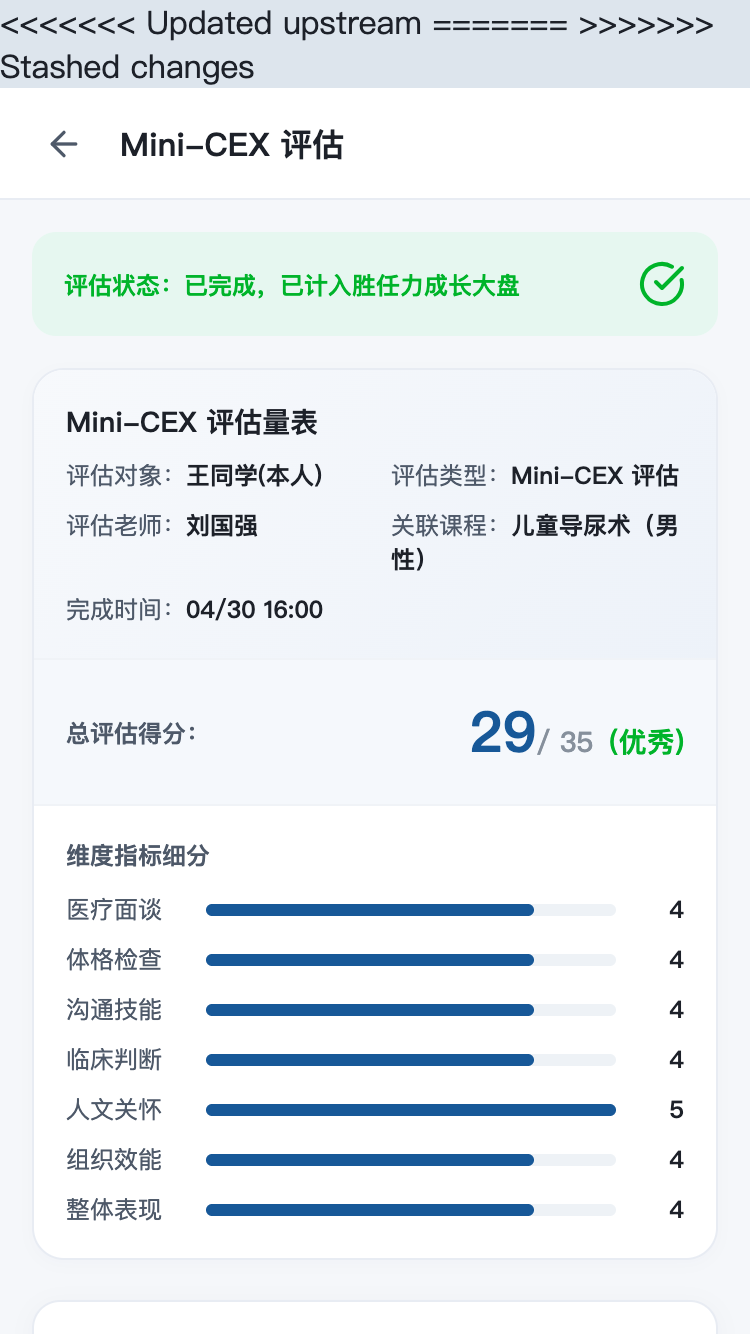 <<<<<<< Updated upstream ======= >>>>>>>
Stashed changes
Mini-CEX 评估
评估状态：已完成，已计入胜任力成长大盘
Mini-CEX 评估量表
评估对象：王同学(本人)
评估类型：Mini-CEX 评估
评估老师：刘国强
关联课程：儿童导尿术（男
性）
完成时间：04/30 16:00
总评估得分：
29/ 35 (优秀)
维度指标细分
医疗面谈 4
体格检查 4
沟通技能 4
临床判断 4
人文关怀 5
组织效能 4
整体表现 4